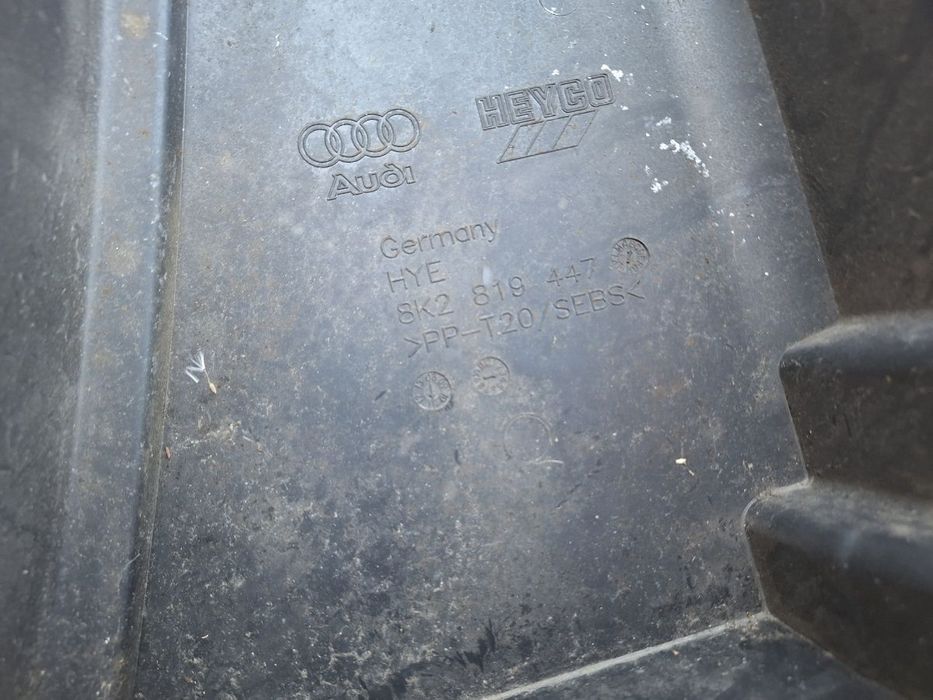 HEYCO
Audi
Germany
HYE
8K2 819 447
>PP-T20/SEBS<